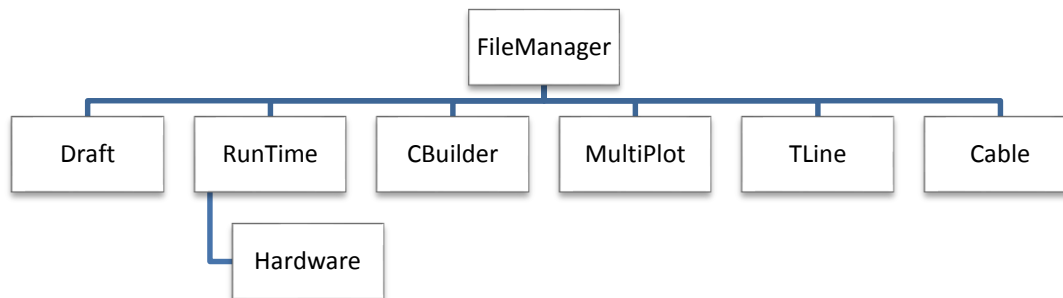 FileManager
Draft
RunTime
CBuilder
MultiPlot
TLine
Cable
Hardware